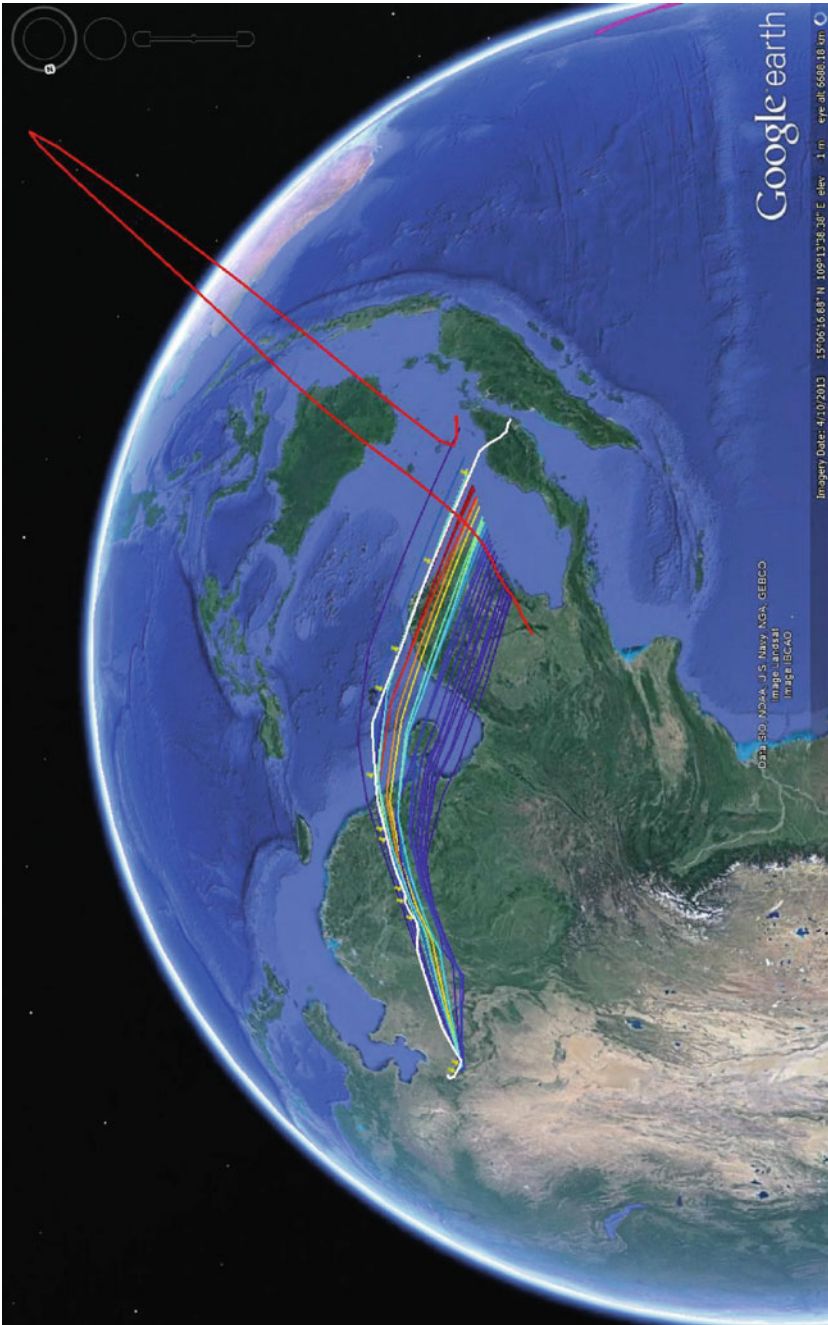 Google earth
Imagery Date: 4/10/2013 15°06'16.68" N 109°13'38.38" E elev 1 m eye alt 6688.18 km
Data SIO, NOAA, U.S. Navy, NGA, GEBCO
Image Landsat
Image IBCAO
N